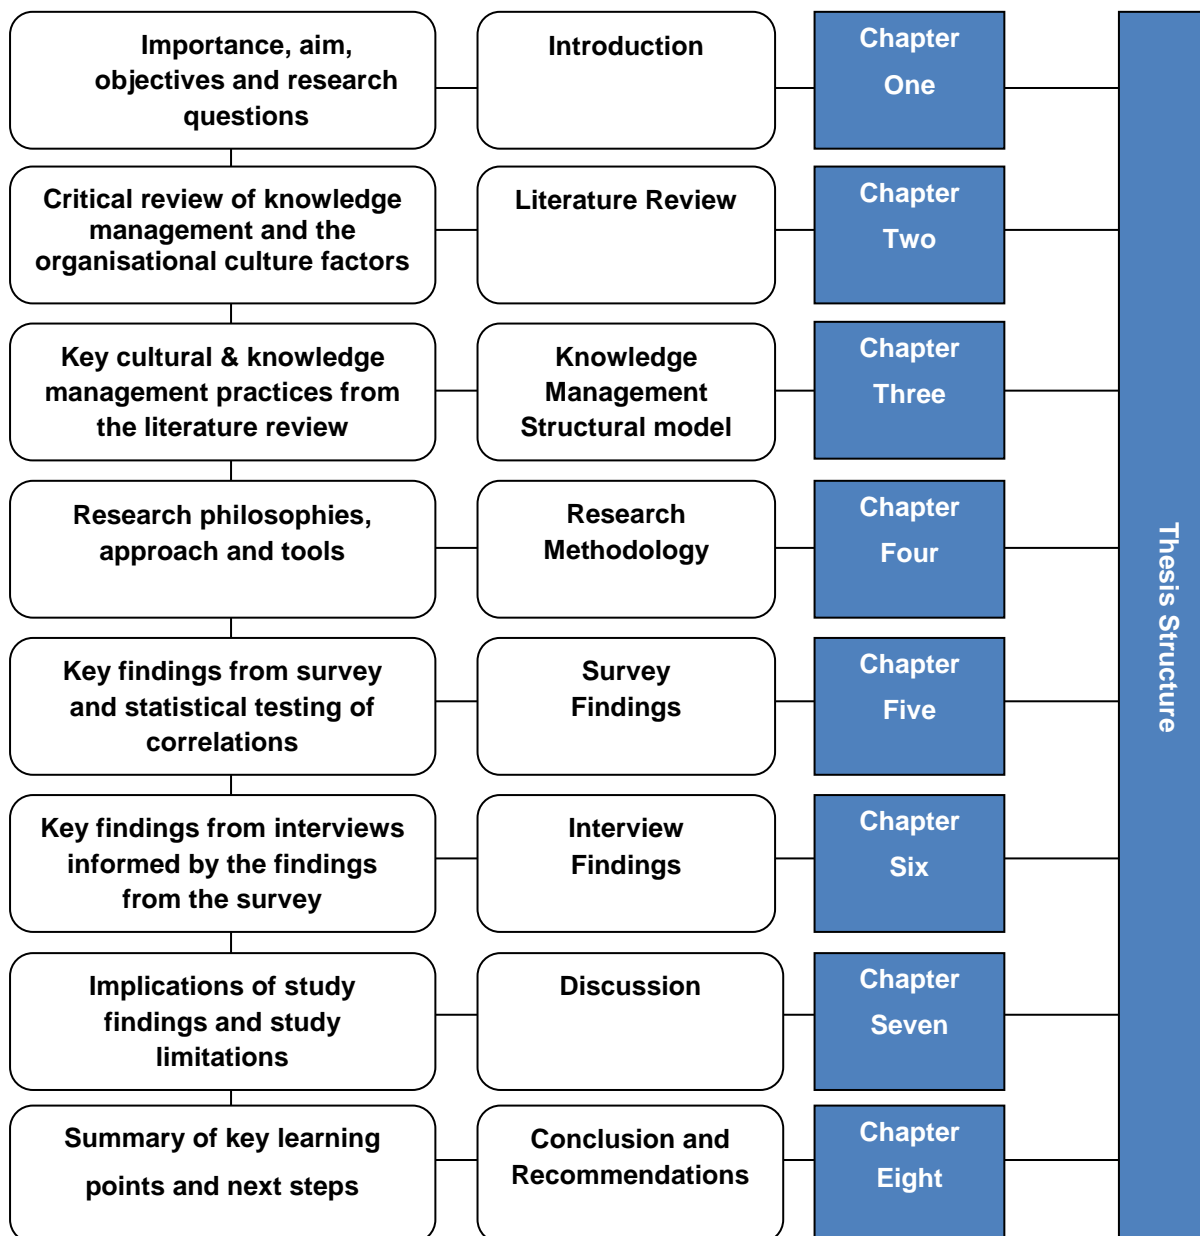 Importance, aim,
objectives and research
questions
Introduction
Chapter
One
Critical review of knowledge
management and the
organisational culture factors
Literature Review
Chapter
Two
Key cultural & knowledge
management practices from
the literature review
Knowledge
Management
Structural model
Chapter
Three
Research philosophies,
approach and tools
Research
Methodology
Chapter
Four
Key findings from survey
and statistical testing of
correlations
Survey
Findings
Chapter
Five
Key findings from interviews
informed by the findings
from the survey
Interview
Findings
Chapter
Six
Implications of study
findings and study
limitations
Discussion
Chapter
Seven
Summary of key learning
points and next steps
Conclusion and
Recommendations
Chapter
Eight
Thesis Structure